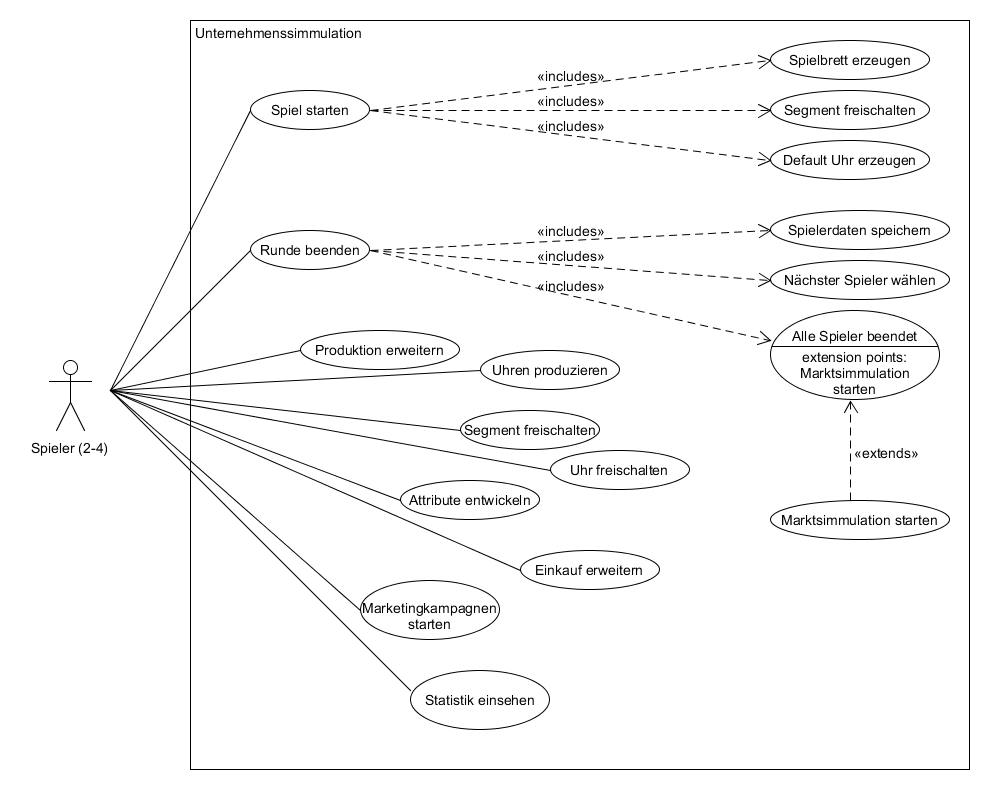 Unternehmenssimmulation
Spielbrett erzeugen
«includes»
Spiel starten
«includes»
Segment freischalten
«includes»
Default Uhr erzeugen
Runde beenden
«includes»
Spielerdaten speichern
«includes»
Nächster Spieler wählen
«includes»
Alle Spieler beendet
extension points:
Marktsimmulation
starten
Produktion erweitern
Uhren produzieren
Segment freischalten
Spieler (2-4)
«extends»
Uhr freischalten
Attribute entwickeln
Marktsimmulation starten
Einkauf erweitern
Marketingkampagnen
starten
Statistik einsehen